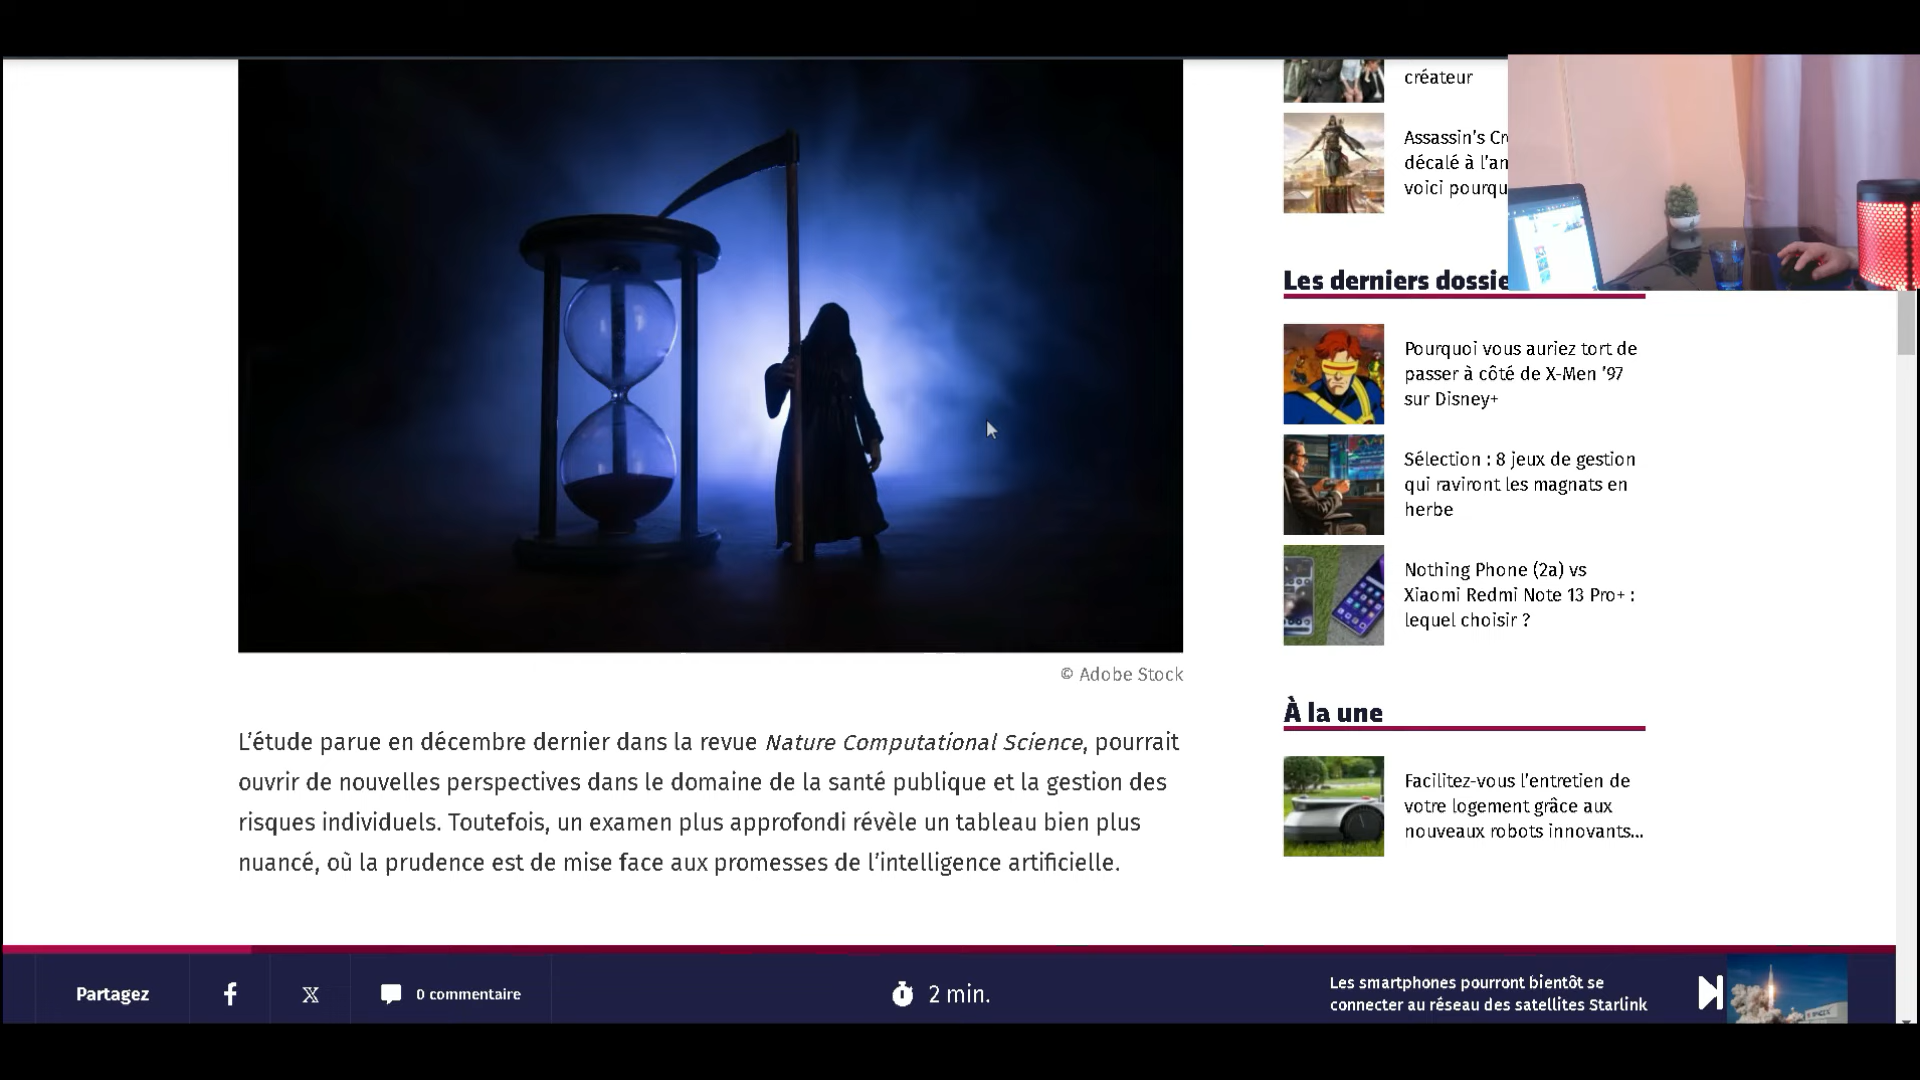 créateur
Assassin's Cr
décalé à l'an
voici pourqu
Les derniers dossie
Pourquoi vous auriez tort de
passer à côté de X-Men '97
sur Disney+
Sélection : 8 jeux de gestion
qui raviront les magnats en
herbe
Nothing Phone (2a) vs
Xiaomi Redmi Note 13 Pro+ :
lequel choisir ?
© Adobe Stock
À la une
Facilitez-vous l'entretien de
votre logement grâce aux
nouveaux robots innovants...
L'étude parue en décembre dernier dans la revue Nature Computational Science, pourrait
ouvrir de nouvelles perspectives dans le domaine de la santé publique et la gestion des
risques individuels. Toutefois, un examen plus approfondi révèle un tableau bien plus
nuancé, où la prudence est de mise face aux promesses de l'intelligence artificielle.
Partagez
0 commentaire
2 min.
Les smartphones pourront bientôt se
connecter au réseau des satellites Starlink